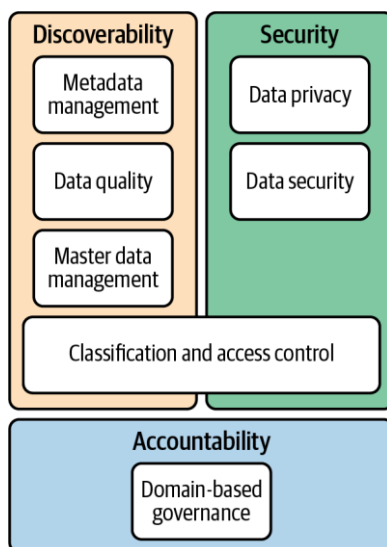 Discoverability
Metadata
management
Data quality
Master data
management
Security
Data privacy
Data security
Classification and access control
Accountability
Domain-based
governance